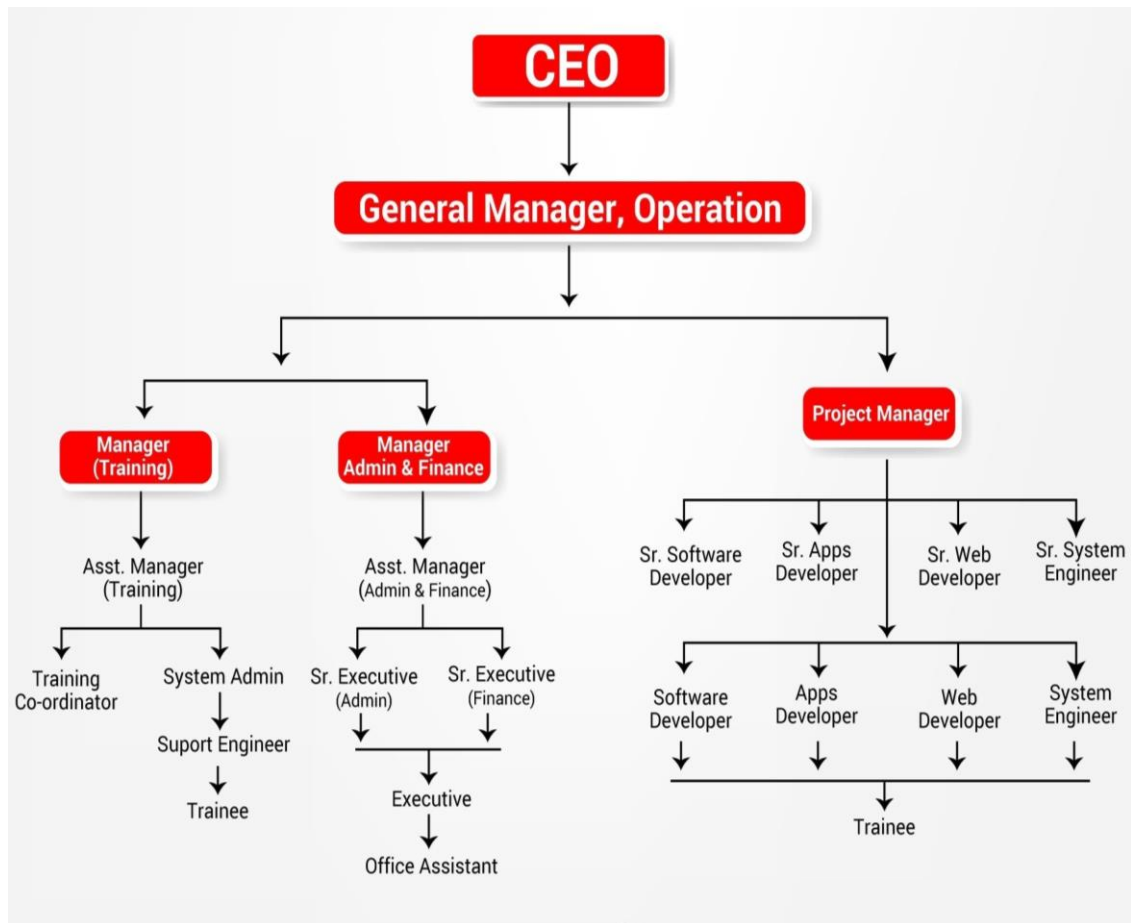 CEO
General Manager, Operation
Manager
(Training)
Manager
Admin & Finance
Project Manager
Asst. Manager
(Training)
Asst. Manager
(Admin & Finance)
Sr. Software
Developer
Sr. Apps
Developer
Sr. Web
Developer
Sr. System
Engineer
Training
Co-ordinator
System Admin
Sr. Executive
(Admin)
Sr. Executive
(Finance)
Software
Developer
Apps
Developer
Web
Developer
System
Engineer
Suport Engineer
Trainee
Executive
Office Assistant
Trainee